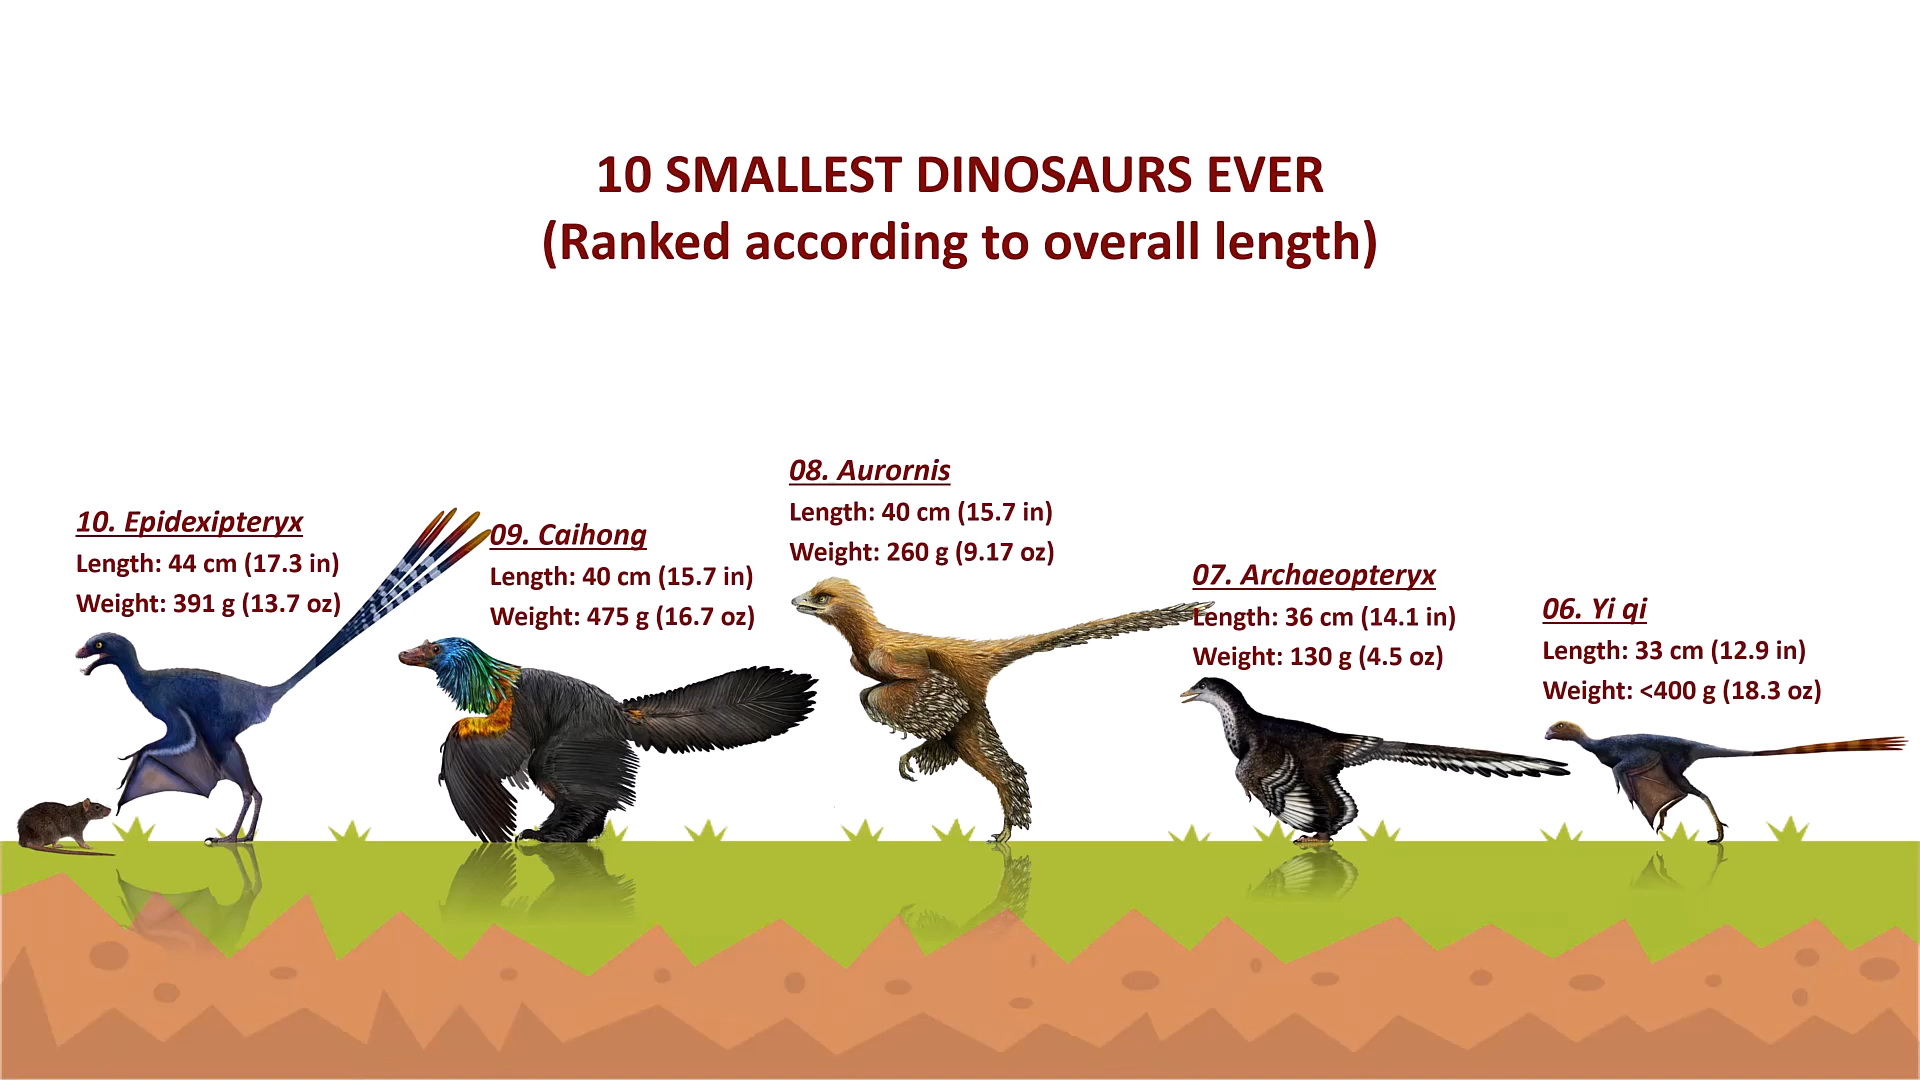 10 SMALLEST DINOSAURS EVER
(Ranked according to overall length)
10. Epidexipteryx
Length: 44 cm (17.3 in)
Weight: 391 g (13.7 oz)
09. Caihong
Length: 40 cm (15.7 in)
Weight: 475 g (16.7 oz)
08. Aurornis
Length: 40 cm (15.7 in)
Weight: 260 g (9.17 oz)
07. Archaeopteryx
Length: 36 cm (14.1 in)
Weight: 130 g (4.5 oz)
06. Yi qi
Length: 33 cm (12.9 in)
Weight: <400 g (18.3 oz)